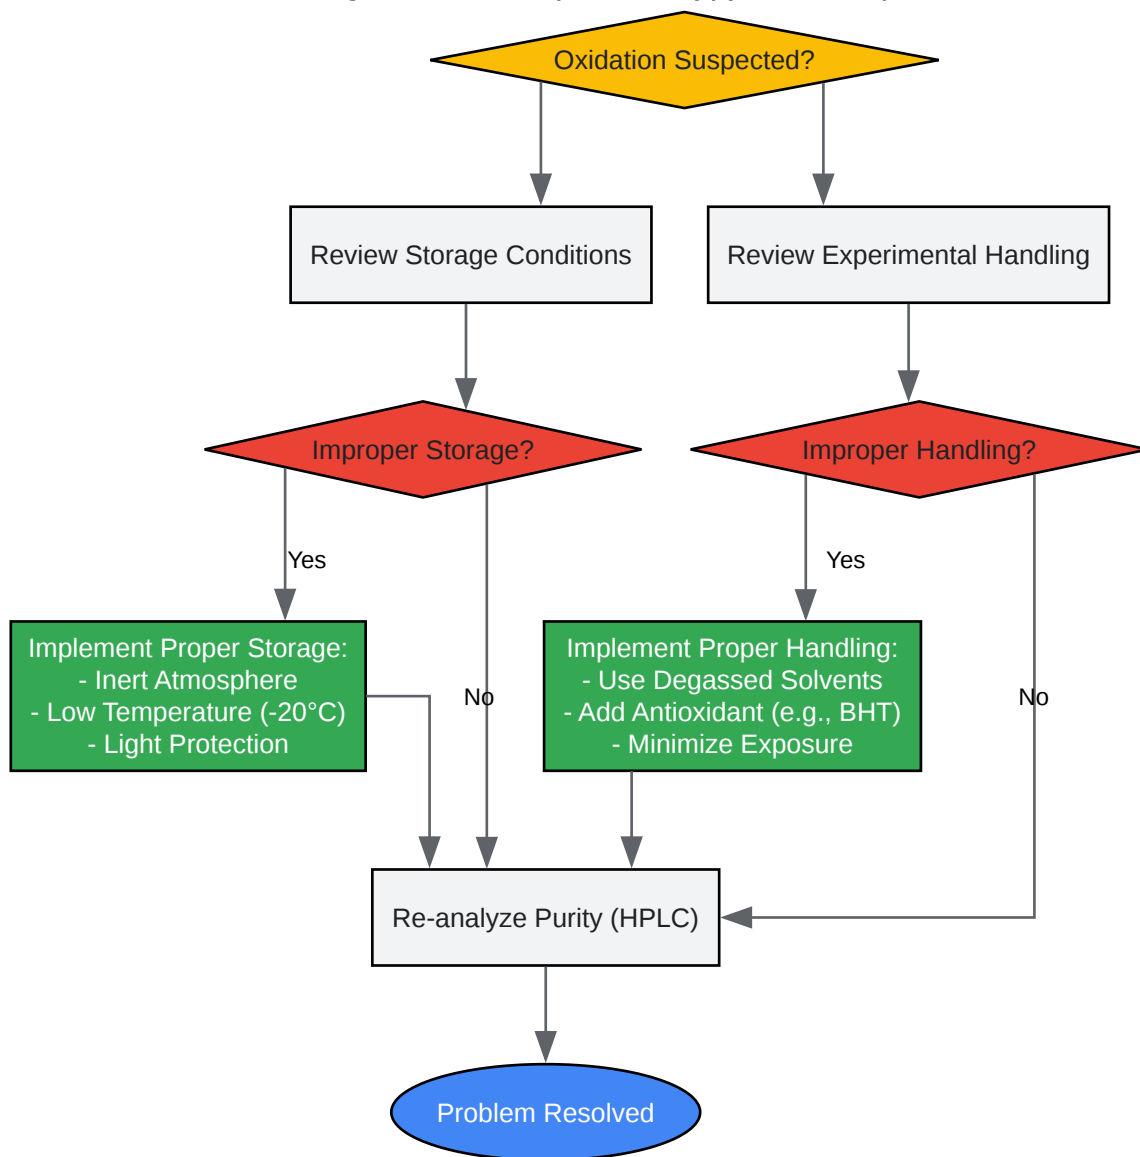 Oxidation Suspected?
Review Storage Conditions
Review Experimental Handling
Improper Storage?
Improper Handling?
Yes
Yes
Implement Proper Storage:
- Inert Atmosphere
- Low Temperature (-20°C)
- Light Protection
Implement Proper Handling:
- Use Degassed Solvents
- Add Antioxidant (e.g., BHT)
- Minimize Exposure
No
No
Re-analyze Purity (HPLC)
Problem Resolved